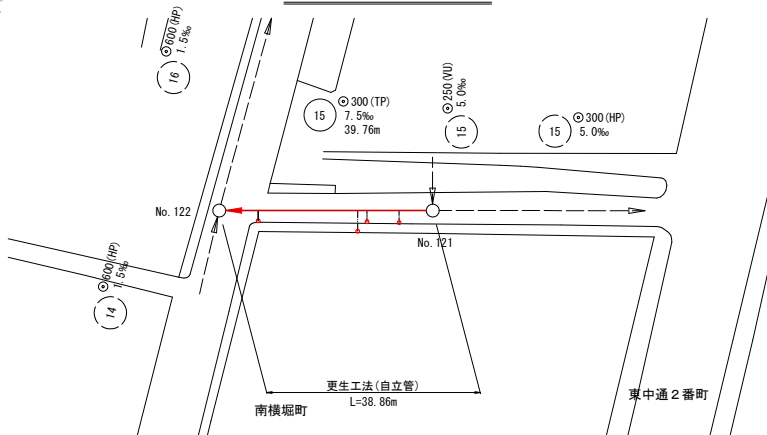 ◎600(HP)
1.5‰
16
15
◎300(TP)
7.5‰
39.76m
◎250(VU)
5.0‰
15
15
◎300(HP)
5.0‰
No.122
No.121
◎600(HP)
1.5‰
14
更生工法(自立管)
L=38.86m
南横堀町
東中通2番町